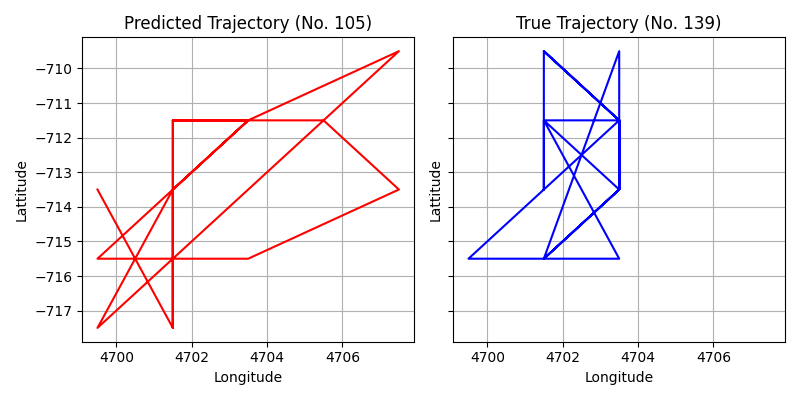 Predicted Trajectory (No. 105)
True Trajectory (No. 139)
−710
−711
−712
−713
−714
−715
−716
−717
Lattitude
Lattitude
4700 4702 4704 4706
4700 4702 4704 4706
Longitude
Longitude